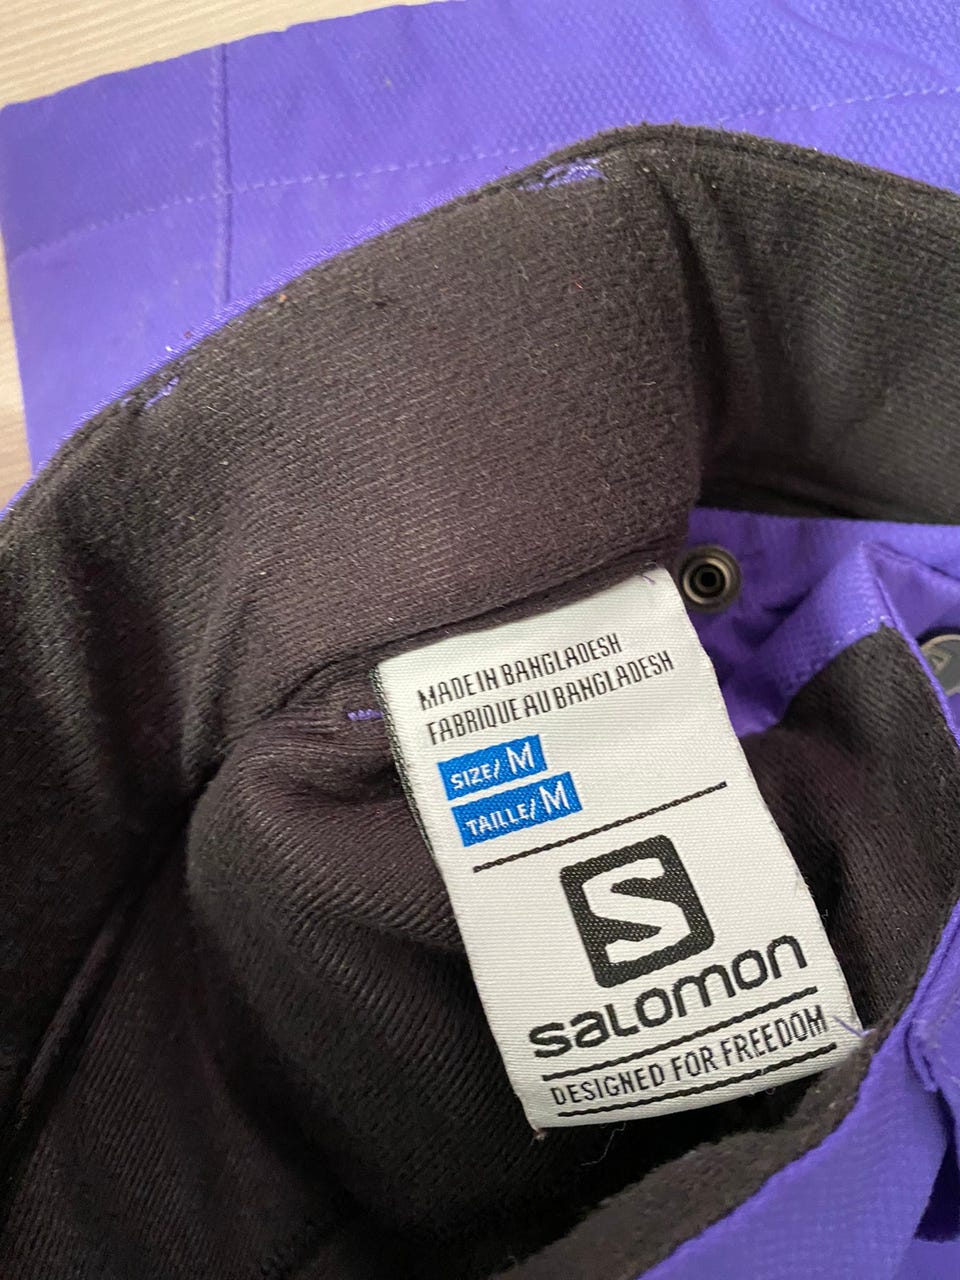 MADE IN BANGLADESH
FABRIQUE AU BANGLADESH
SIZE/ M
TAILLE/ M
S
SALOMON
DESIGNED FOR FREEDOM